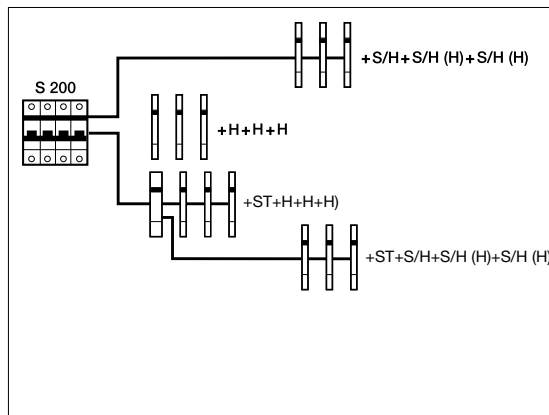 +S/H+S/H (H)+S/H (H)
S 200
+H+H+H
+ST+H+H+H)
+ST+S/H+S/H (H)+S/H (H)